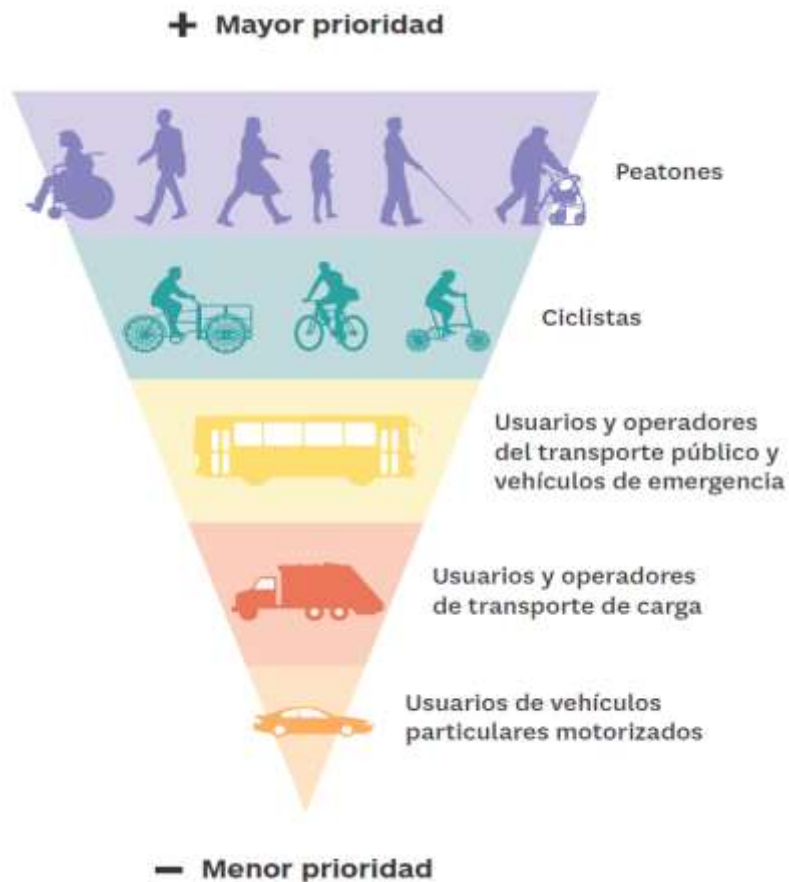 + Mayor prioridad
Peatones
Ciclistas
Usuarios y operadores
del transporte público y
vehículos de emergencia
Usuarios y operadores
de transporte de carga
Usuarios de vehículos
particulares motorizados
− Menor prioridad